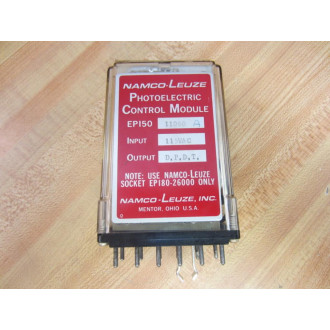 NAMCO-LEUZE
PHOTOELECTRIC
CONTROL MODULE
EP150 A
INPUT 115VAC
OUTPUT D.P.D.T.
NOTE: USE NAMCO-LEUZE
SOCKET EP180-26000 ONLY
NAMCO-LEUZE, INC.
MENTOR, OHIO U.S.A.